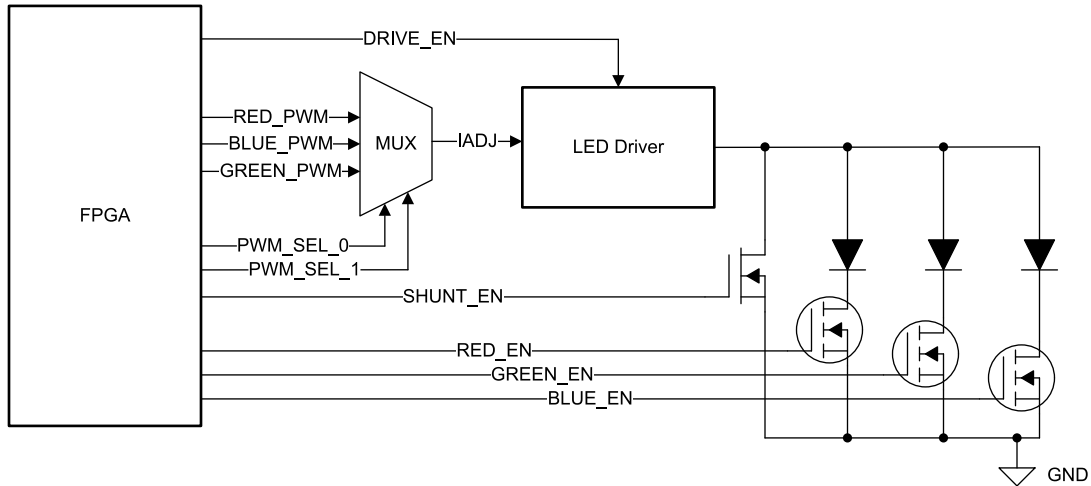 DRIVE_EN
RED_PWM
BLUE_PWM
GREEN_PWM
MUX
IADJ
LED Driver
FPGA
PWM_SEL_0
PWM_SEL_1
SHUNT_EN
RED_EN
GREEN_EN
BLUE_EN
GND